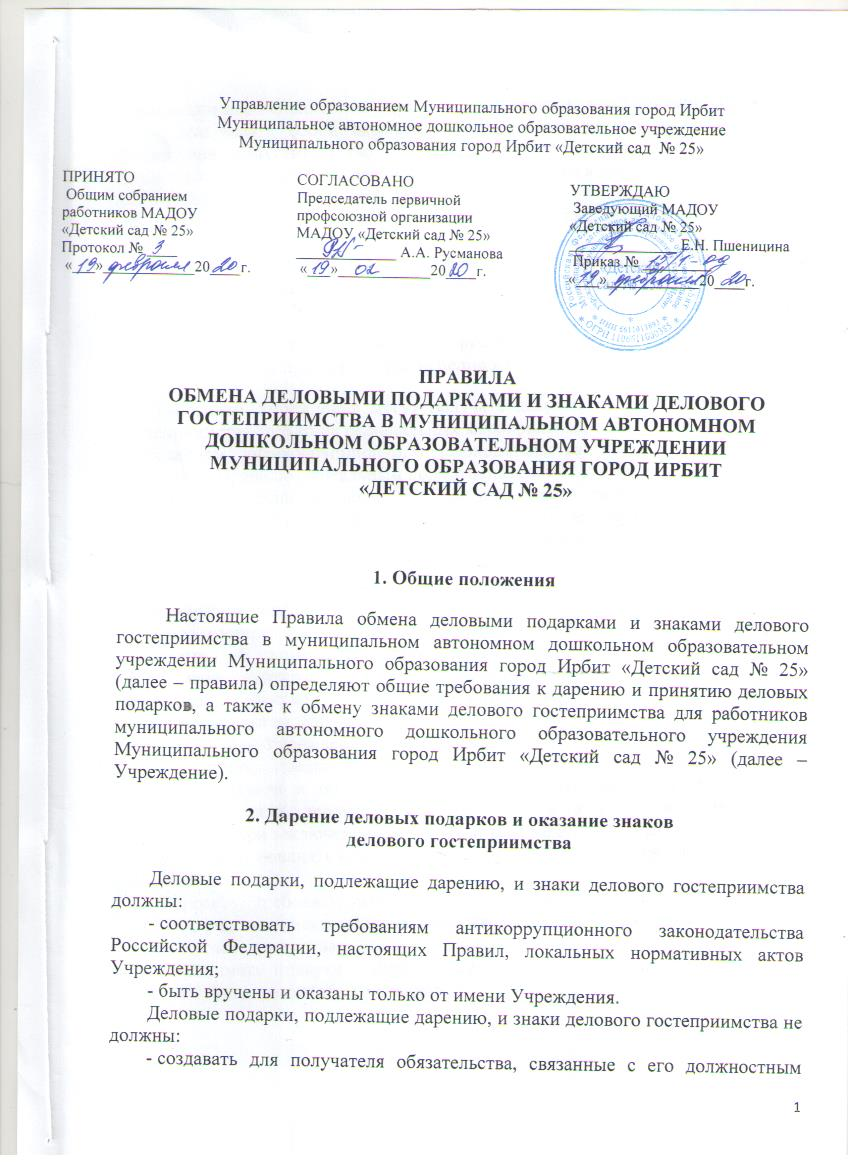 Управление образованием Муниципального образования город Ирбит
Муниципальное автономное дошкольное образовательное учреждение
Муниципального образования город Ирбит «Детский сад № 25»
ПРИНЯТО
Общим собранием
работников МАДОУ
«Детский сад № 25»
Протокол № 3
«19» февраля 2020 г.
СОГЛАСОВАНО
Председатель первичной
профсоюзной организации
МАДОУ «Детский сад № 25»
____________ А.А. Русманова
«19» 02 2020 г.
УТВЕРЖДАЮ
Заведующий МАДОУ
«Детский сад № 25»
____________ Е.Н. Пшеницина
Приказ № 15/1-од
«19» февраля 2020 г.
ПРАВИЛА
ОБМЕНА ДЕЛОВЫМИ ПОДАРКАМИ И ЗНАКАМИ ДЕЛОВОГО
ГОСТЕПРИИМСТВА В МУНИЦИПАЛЬНОМ АВТОНОМНОМ
ДОШКОЛЬНОМ ОБРАЗОВАТЕЛЬНОМ УЧРЕЖДЕНИИ
МУНИЦИПАЛЬНОГО ОБРАЗОВАНИЯ ГОРОД ИРБИТ
«ДЕТСКИЙ САД № 25»
1. Общие положения
Настоящие Правила обмена деловыми подарками и знаками делового
гостеприимства в муниципальном автономном дошкольном образовательном
учреждении Муниципального образования город Ирбит «Детский сад № 25»
(далее – правила) определяют общие требования к дарению и принятию деловых
подарков, а также к обмену знаками делового гостеприимства для работников
муниципального автономного дошкольного образовательного учреждения
Муниципального образования город Ирбит «Детский сад № 25» (далее –
Учреждение).
2. Дарение деловых подарков и оказание знаков
делового гостеприимства
Деловые подарки, подлежащие дарению, и знаки делового гостеприимства
должны:
- соответствовать требованиям антикоррупционного законодательства
Российской Федерации, настоящих Правил, локальных нормативных актов
Учреждения;
- быть вручены и оказаны только от имени Учреждения.
Деловые подарки, подлежащие дарению, и знаки делового гостеприимства не
должны:
- создавать для получателя обязательства, связанные с его должностным
1